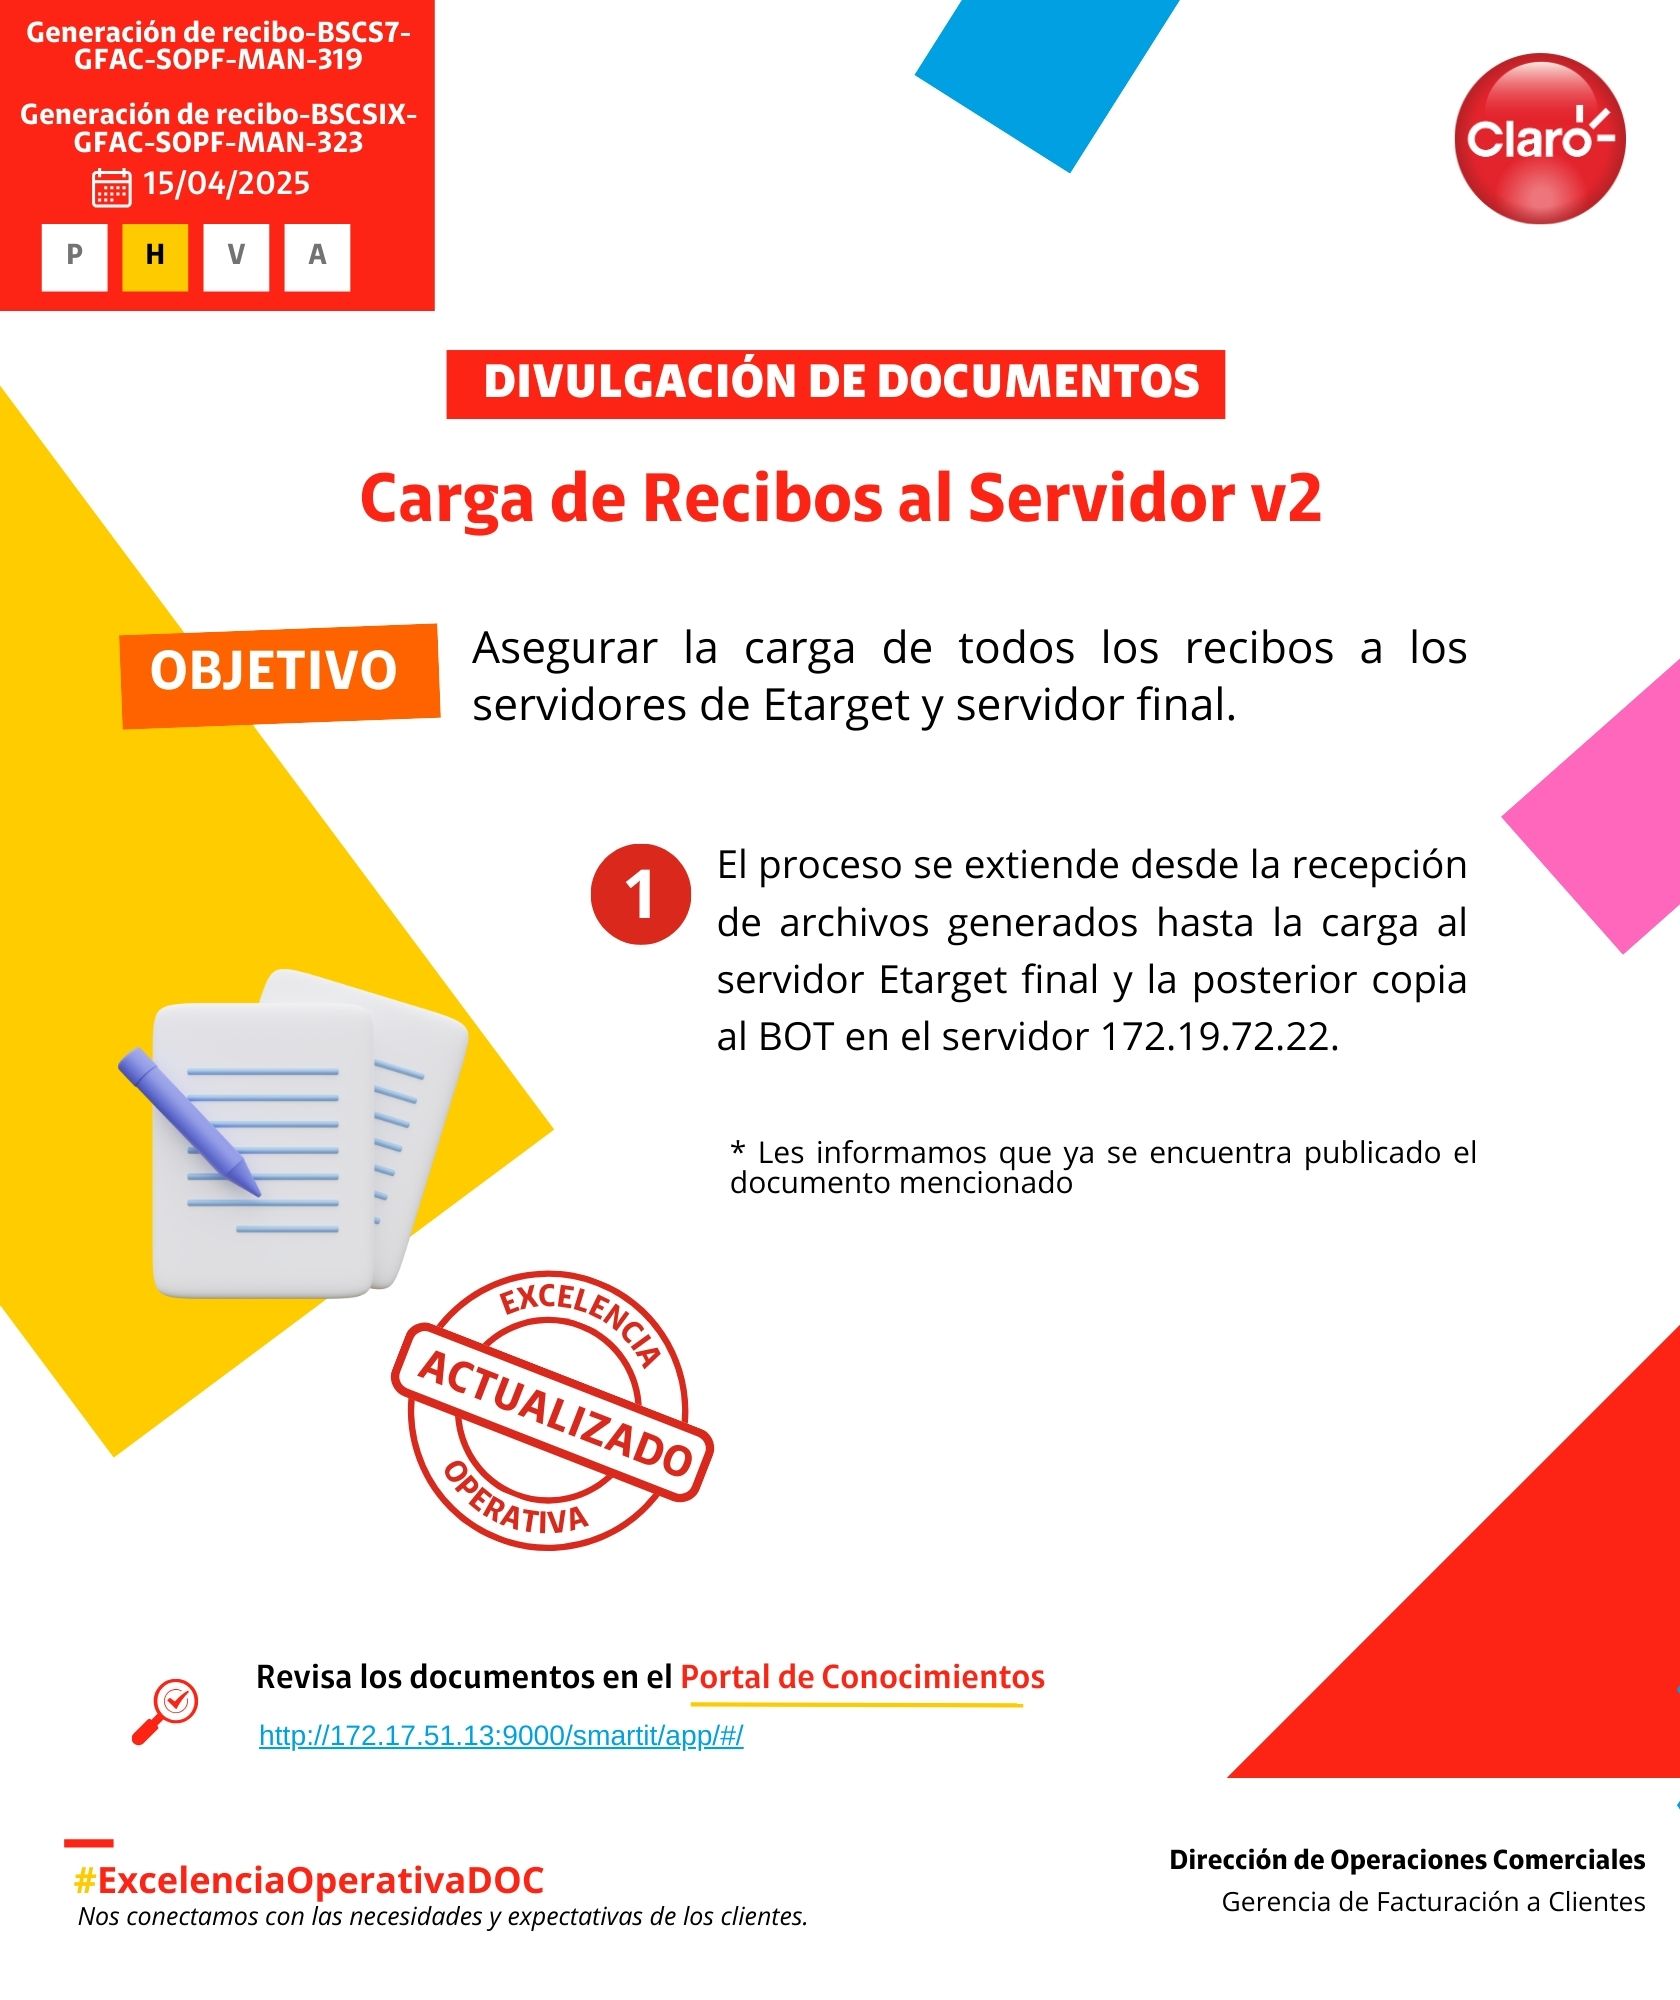 Generación de recibo-BSCS7-
GFAC-SOPF-MAN-319
Generación de recibo-BSCSIX-
GFAC-SOPF-MAN-323
15/04/2025
P H V A
Claro
DIVULGACIÓN DE DOCUMENTOS
Carga de Recibos al Servidor v2
OBJETIVO
Asegurar la carga de todos los recibos a los
servidores de Etarget y servidor final.
1
El proceso se extiende desde la recepción
de archivos generados hasta la carga al
servidor Etarget final y la posterior copia
al BOT en el servidor 172.19.72.22.
* Les informamos que ya se encuentra publicado el
documento mencionado
EXCELENCIA
ACTUALIZADO
OPERATIVA
Revisa los documentos en el Portal de Conocimientos
http://172.17.51.13:9000/smartit/app/#/
#ExcelenciaOperativaDOC
Nos conectamos con las necesidades y expectativas de los clientes.
Dirección de Operaciones Comerciales
Gerencia de Facturación a Clientes